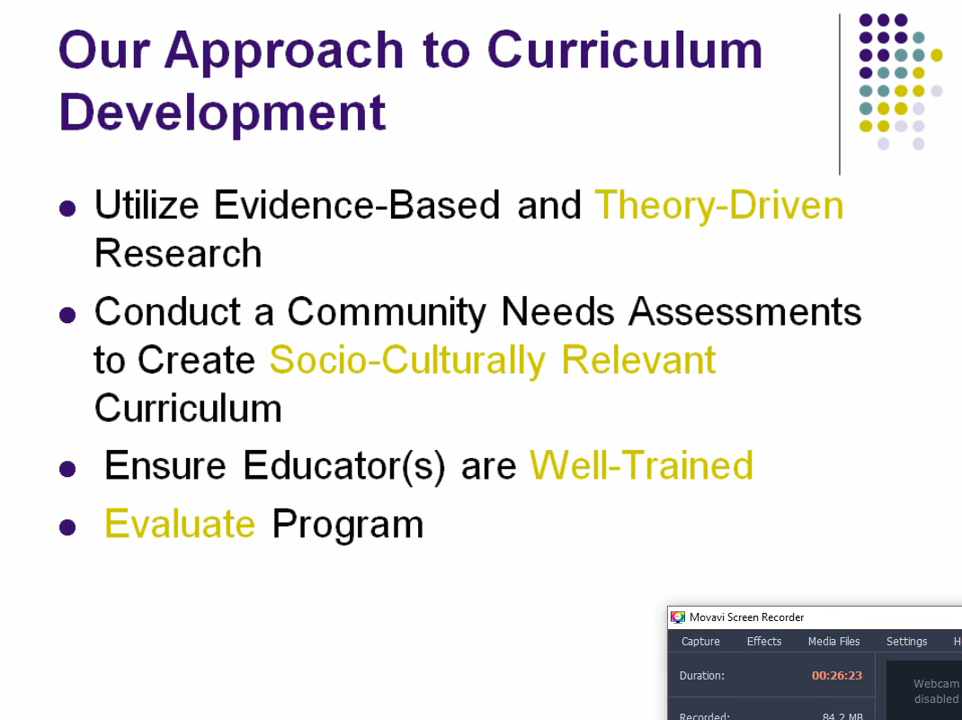 Our Approach to Curriculum
Development
Utilize Evidence-Based and Theory-Driven
Research
Conduct a Community Needs Assessments
to Create Socio-Culturally Relevant
Curriculum
Ensure Educator(s) are Well-Trained
Evaluate Program
Movavi Screen Recorder
Capture Effects Media Files Settings
Duration: 00:26:23
Webcam
disabled
Recorded: 84.2 MB